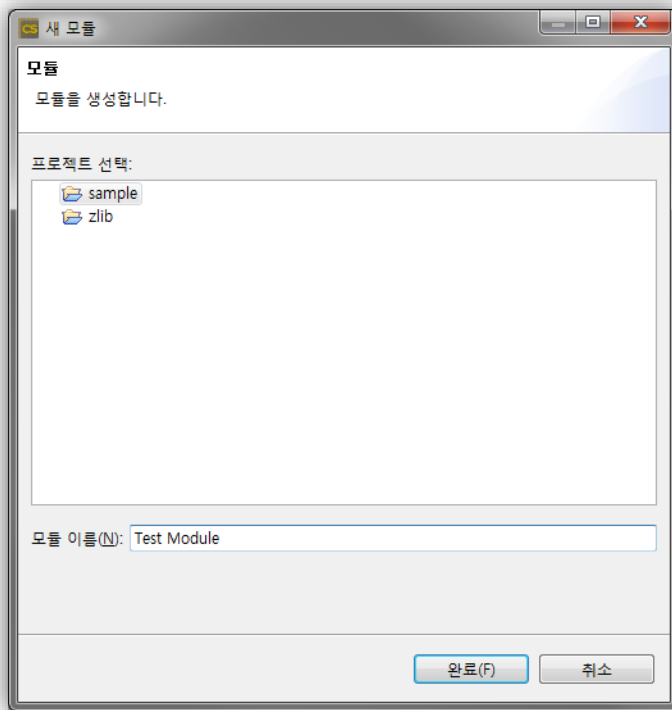 CS 새 모듈
모듈
모듈을 생성합니다.
프로젝트 선택:
sample
zlib
모듈 이름(N): Test Module
완료(F) 취소